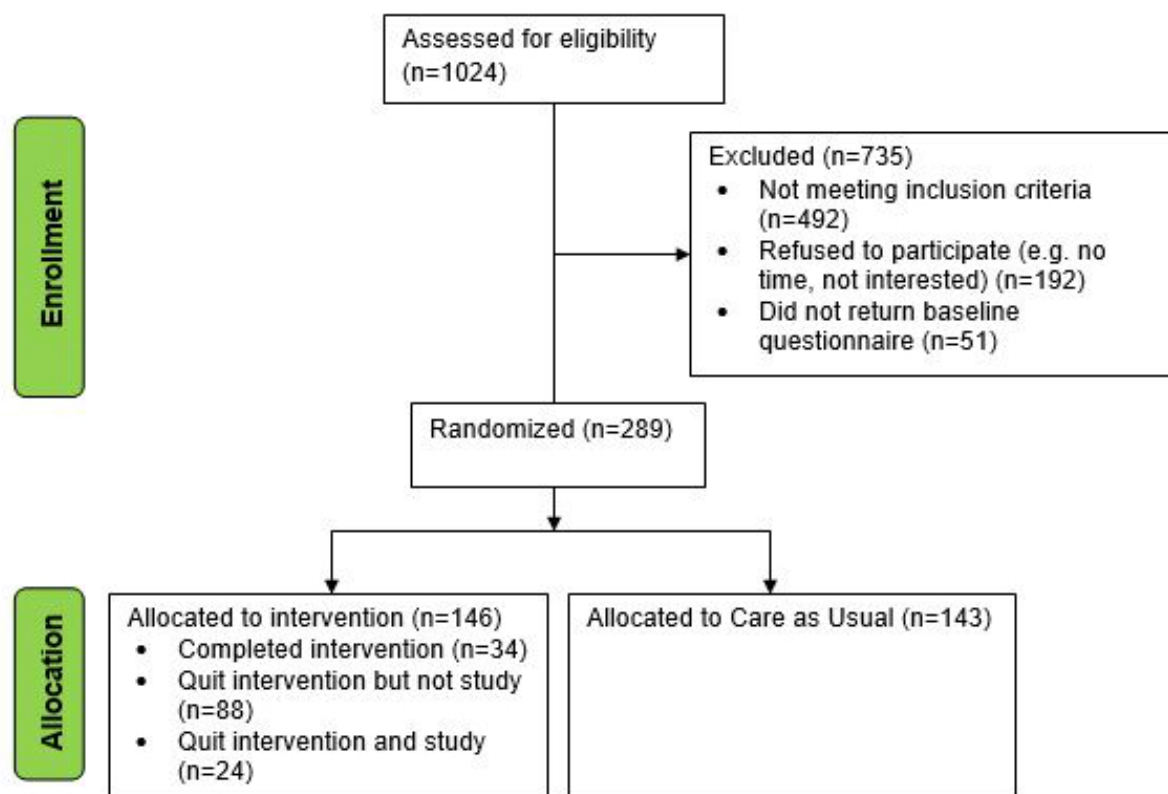 Assessed for eligibility
(n=1024)
Enrollment
Excluded (n=735)
• Not meeting inclusion criteria
(n=492)
• Refused to participate (e.g. no
time, not interested) (n=192)
• Did not return baseline
questionnaire (n=51)
Randomized (n=289)
Allocation
Allocated to intervention (n=146)
• Completed intervention (n=34)
• Quit intervention but not study
(n=88)
• Quit intervention and study
(n=24)
Allocated to Care as Usual (n=143)